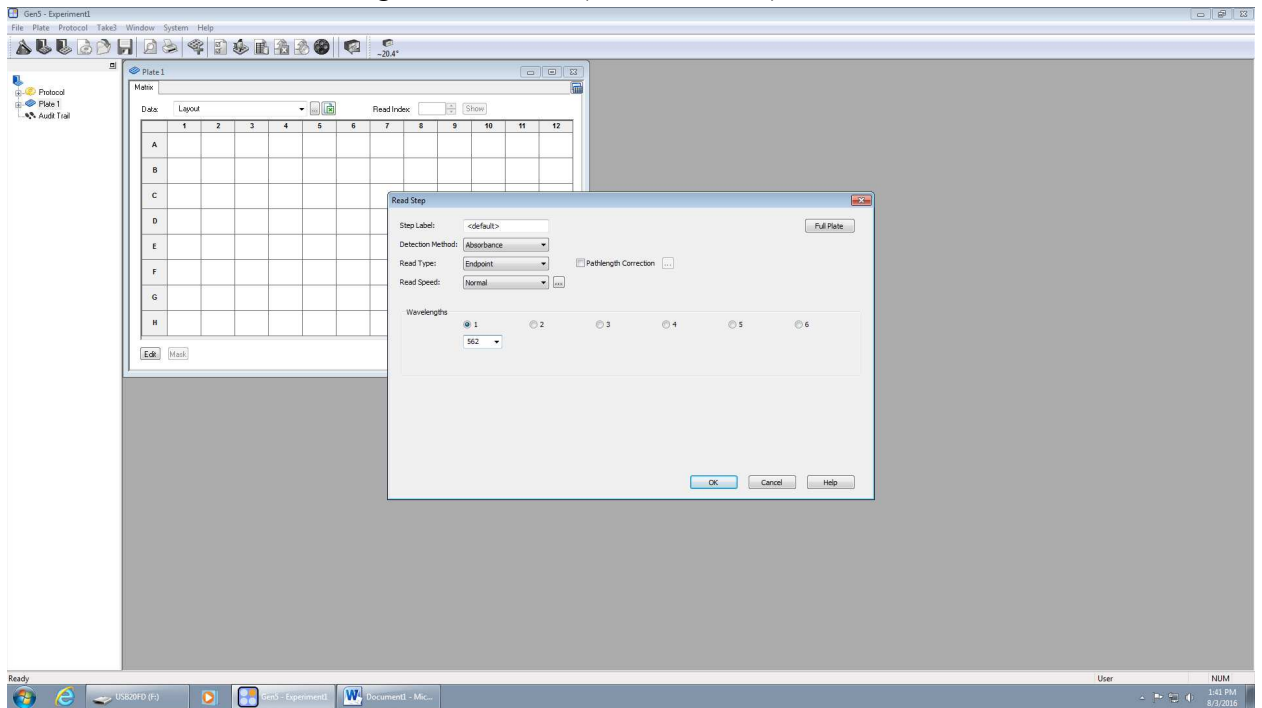 Gen5 - Experiment1
File Plate Protocol Take3 Window System Help
-20.4°
Protocol
Plate 1
Audit Trail
Plate 1
Matrix
Data: Layout ... Read Index: Show
1 2 3 4 5 6 7 8 9 10 11 12
A
B
C
D
E
F
G
H
Edit Mask
Read Step
Step Label: <default> Full Plate
Detection Method: Absorbance
Read Type: Endpoint Pathlength Correction ...
Read Speed: Normal ...
Wavelengths
1 2 3 4 5 6
562
OK Cancel Help
Ready User NUM
USB20FD (F:) Gen5 - Experiment1 Document1 - Mic...
1:41 PM
8/3/2016